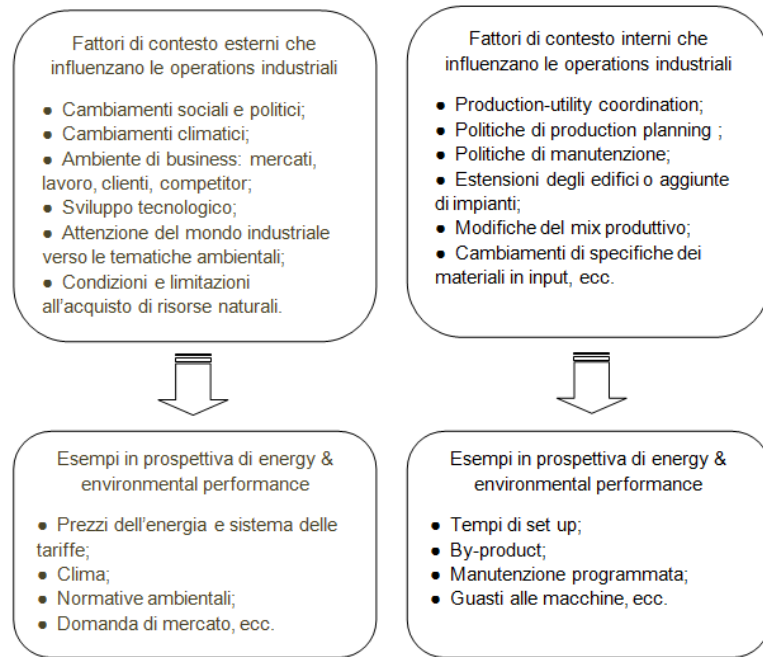 Fattori di contesto esterni che
influenzano le operations industriali
● Cambiamenti sociali e politici;
● Cambiamenti climatici;
● Ambiente di business: mercati,
lavoro, clienti, competitor;
● Sviluppo tecnologico;
● Attenzione del mondo industriale
verso le tematiche ambientali;
● Condizioni e limitazioni
all'acquisto di risorse naturali.
Fattori di contesto interni che
influenzano le operations industriali
● Production-utility coordination;
● Politiche di production planning ;
● Politiche di manutenzione;
● Estensioni degli edifici o aggiunte
di impianti;
● Modifiche del mix produttivo;
● Cambiamenti di specifiche dei
materiali in input, ecc.
Esempi in prospettiva di energy &
environmental performance
● Prezzi dell'energia e sistema delle
tariffe;
● Clima;
● Normative ambientali;
● Domanda di mercato, ecc.
Esempi in prospettiva di energy &
environmental performance
● Tempi di set up;
● By-product;
● Manutenzione programmata;
● Guasti alle macchine, ecc.